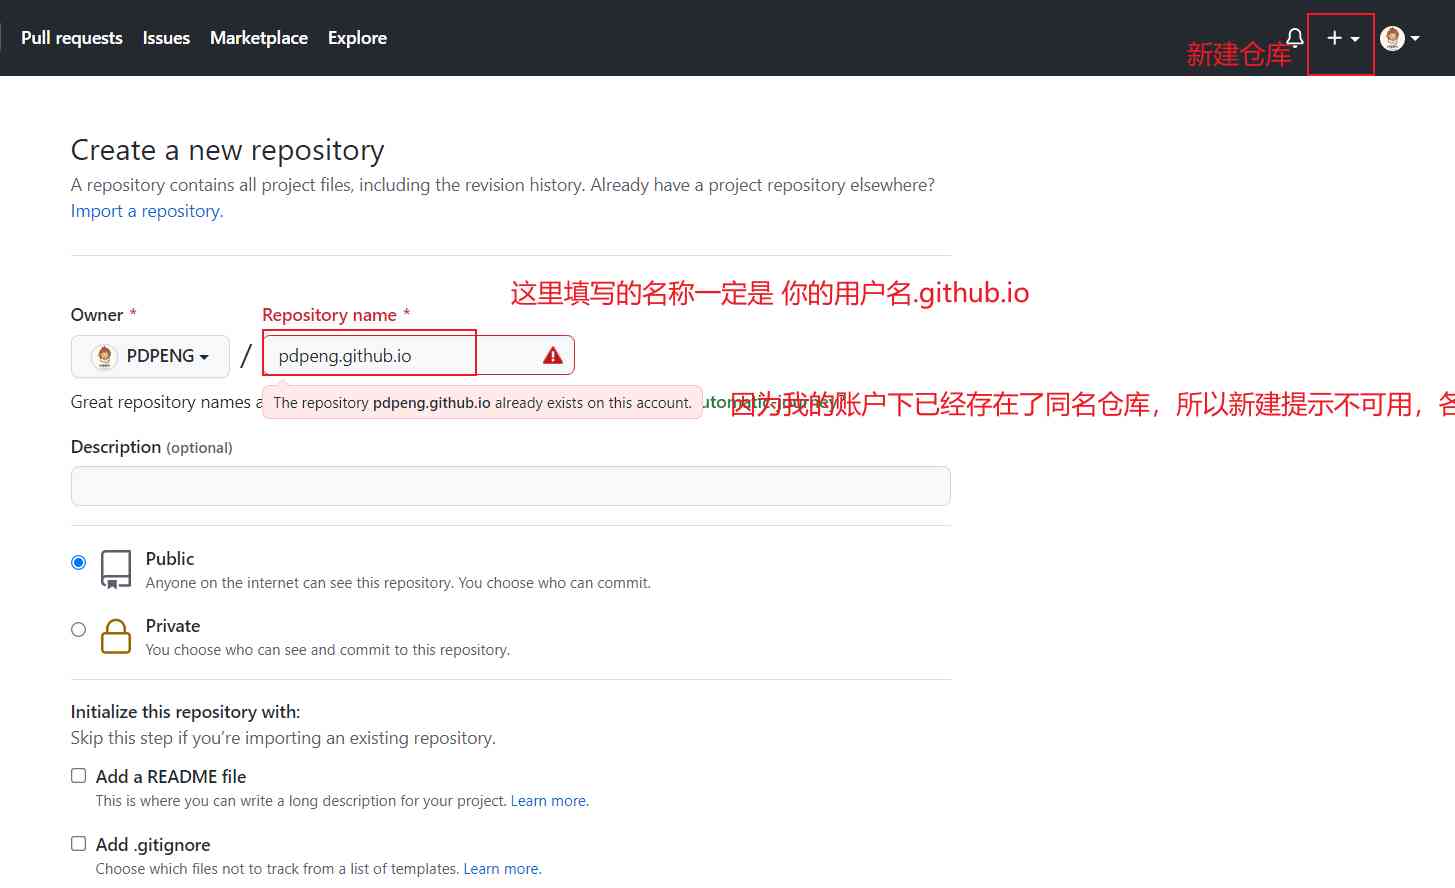 Pull requests Issues Marketplace Explore
新建仓库
Create a new repository
A repository contains all project files, including the revision history. Already have a project repository elsewhere?
Import a repository.
这里填写的名称一定是 你的用户名.github.io
Owner * Repository name *
PDPENG / pdpeng.github.io
Great repository names a
The repository pdpeng.github.io already exists on this account.
因为我的账户下已经存在了同名仓库，所以新建提示不可用，各
Description (optional)
Public
Anyone on the internet can see this repository. You choose who can commit.
Private
You choose who can see and commit to this repository.
Initialize this repository with:
Skip this step if you’re importing an existing repository.
Add a README file
This is where you can write a long description for your project. Learn more.
Add .gitignore
Choose which files not to track from a list of templates. Learn more.